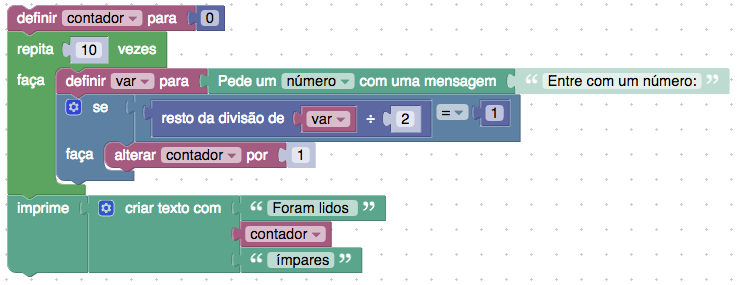 definir contador para 0
repita 10 vezes
faça definir var para Pede um número com uma mensagem “ Entre com um número: ”
se resto da divisão de var ÷ 2 = 1
faça alterar contador por 1
imprime criar texto com “ Foram lidos ”
contador
“ ímpares ”